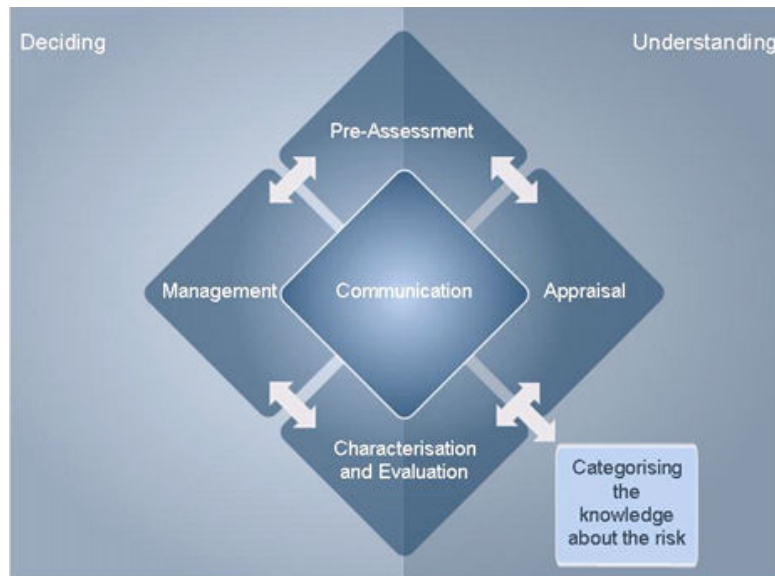 Deciding
Understanding
Pre-Assessment
Management
Communication
Appraisal
Characterisation
and Evaluation
Categorising
the
knowledge
about the risk